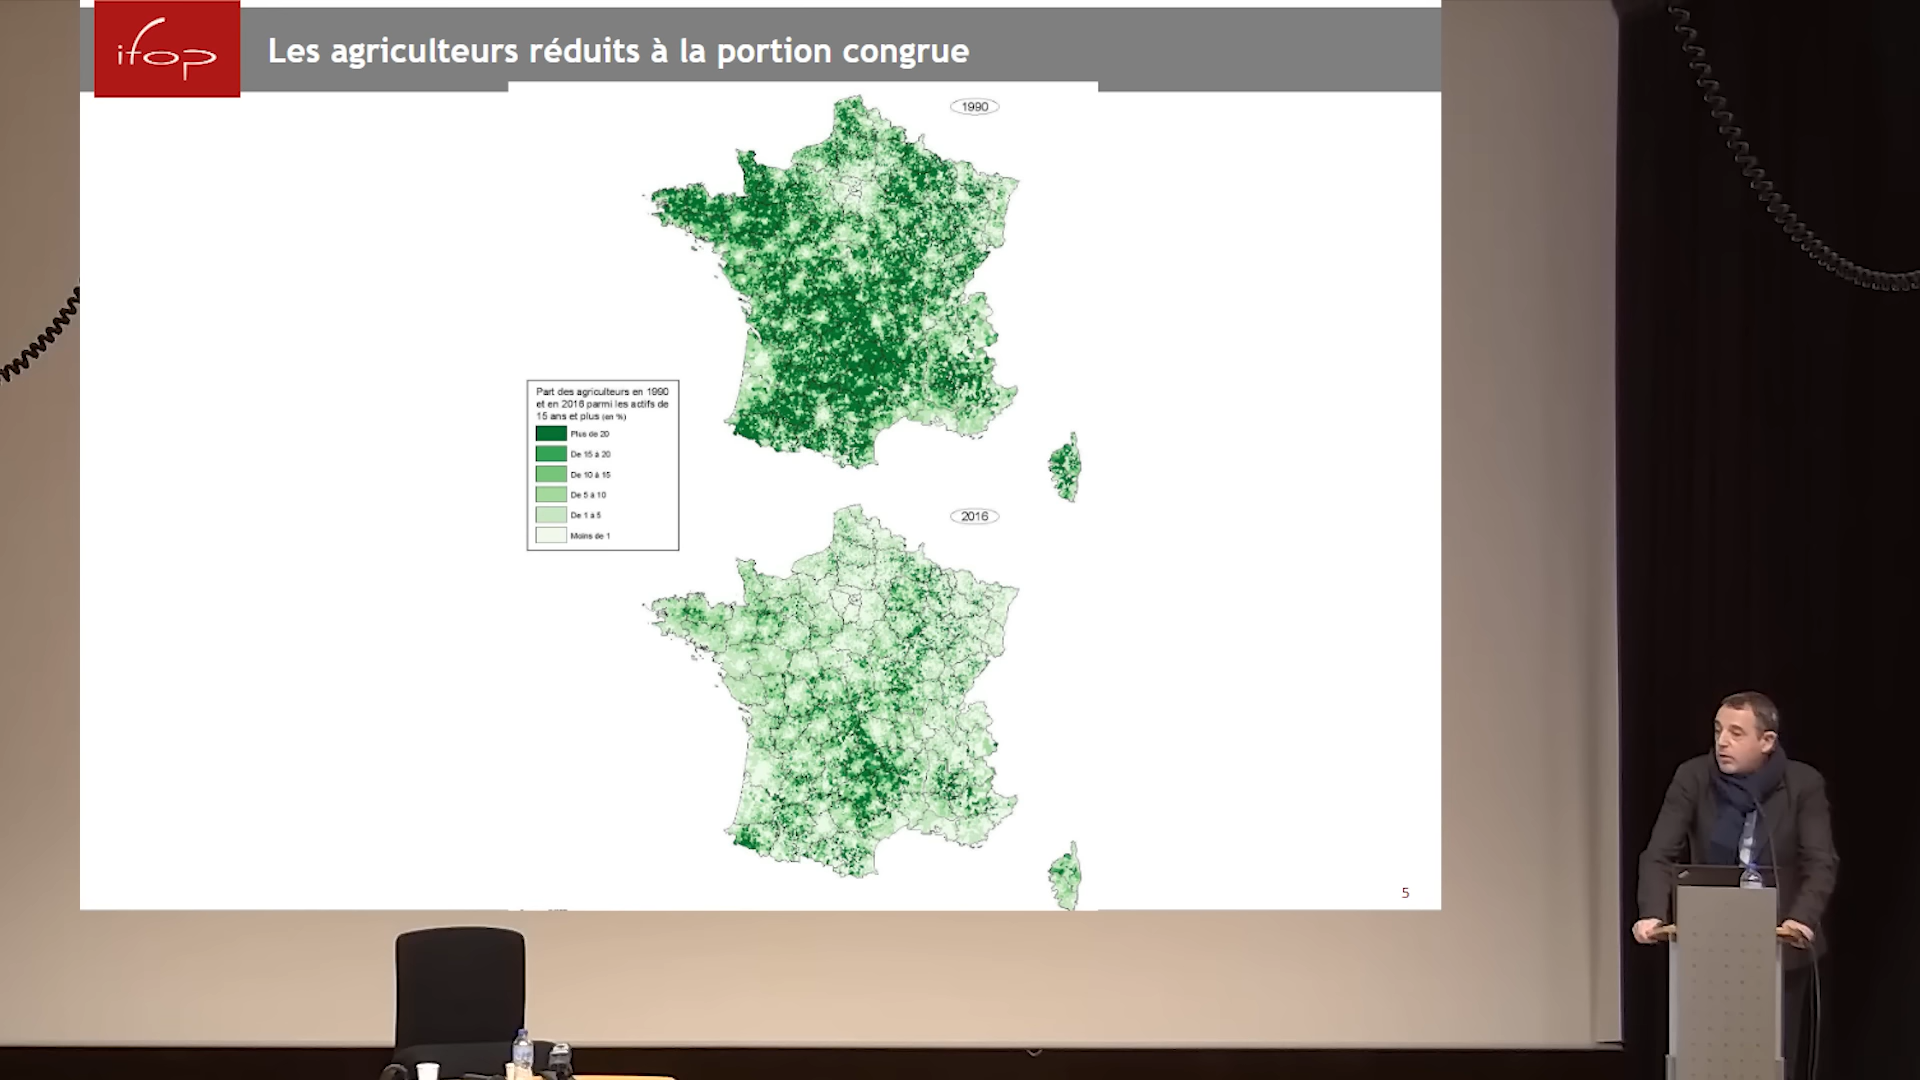 ifop
Les agriculteurs réduits à la portion congrue
1990
Part des agriculteurs en 1990
et en 2016 parmi les actifs de
15 ans et plus (en %)
Plus de 20
De 15 à 20
De 10 à 15
De 5 à 10
De 1 à 5
Moins de 1
2016
5